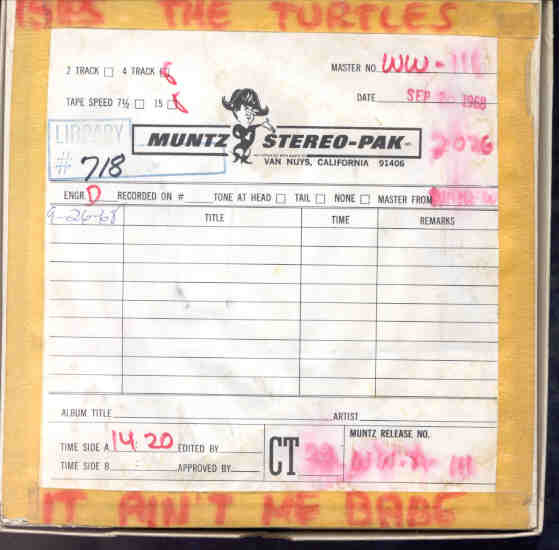 THE TURTLES
2 TRACK □ 4 TRACK □
MASTER NO. WW-111
TAPE SPEED 7½ □ 15 □
DATE SEP 1968
LIBRARY
# 718
MUNTZ STEREO-PAK
VAN NUYS, CALIFORNIA 91406
2026
ENGR. D RECORDED ON # TONE AT HEAD □ TAIL □ NONE □ MASTER FROM
9-26-68 TITLE TIME REMARKS
ALBUM TITLE ARTIST
TIME SIDE A 14:20 EDITED BY
CT
MUNTZ RELEASE NO.
TIME SIDE B APPROVED BY
111
IT AIN'T ME BABE